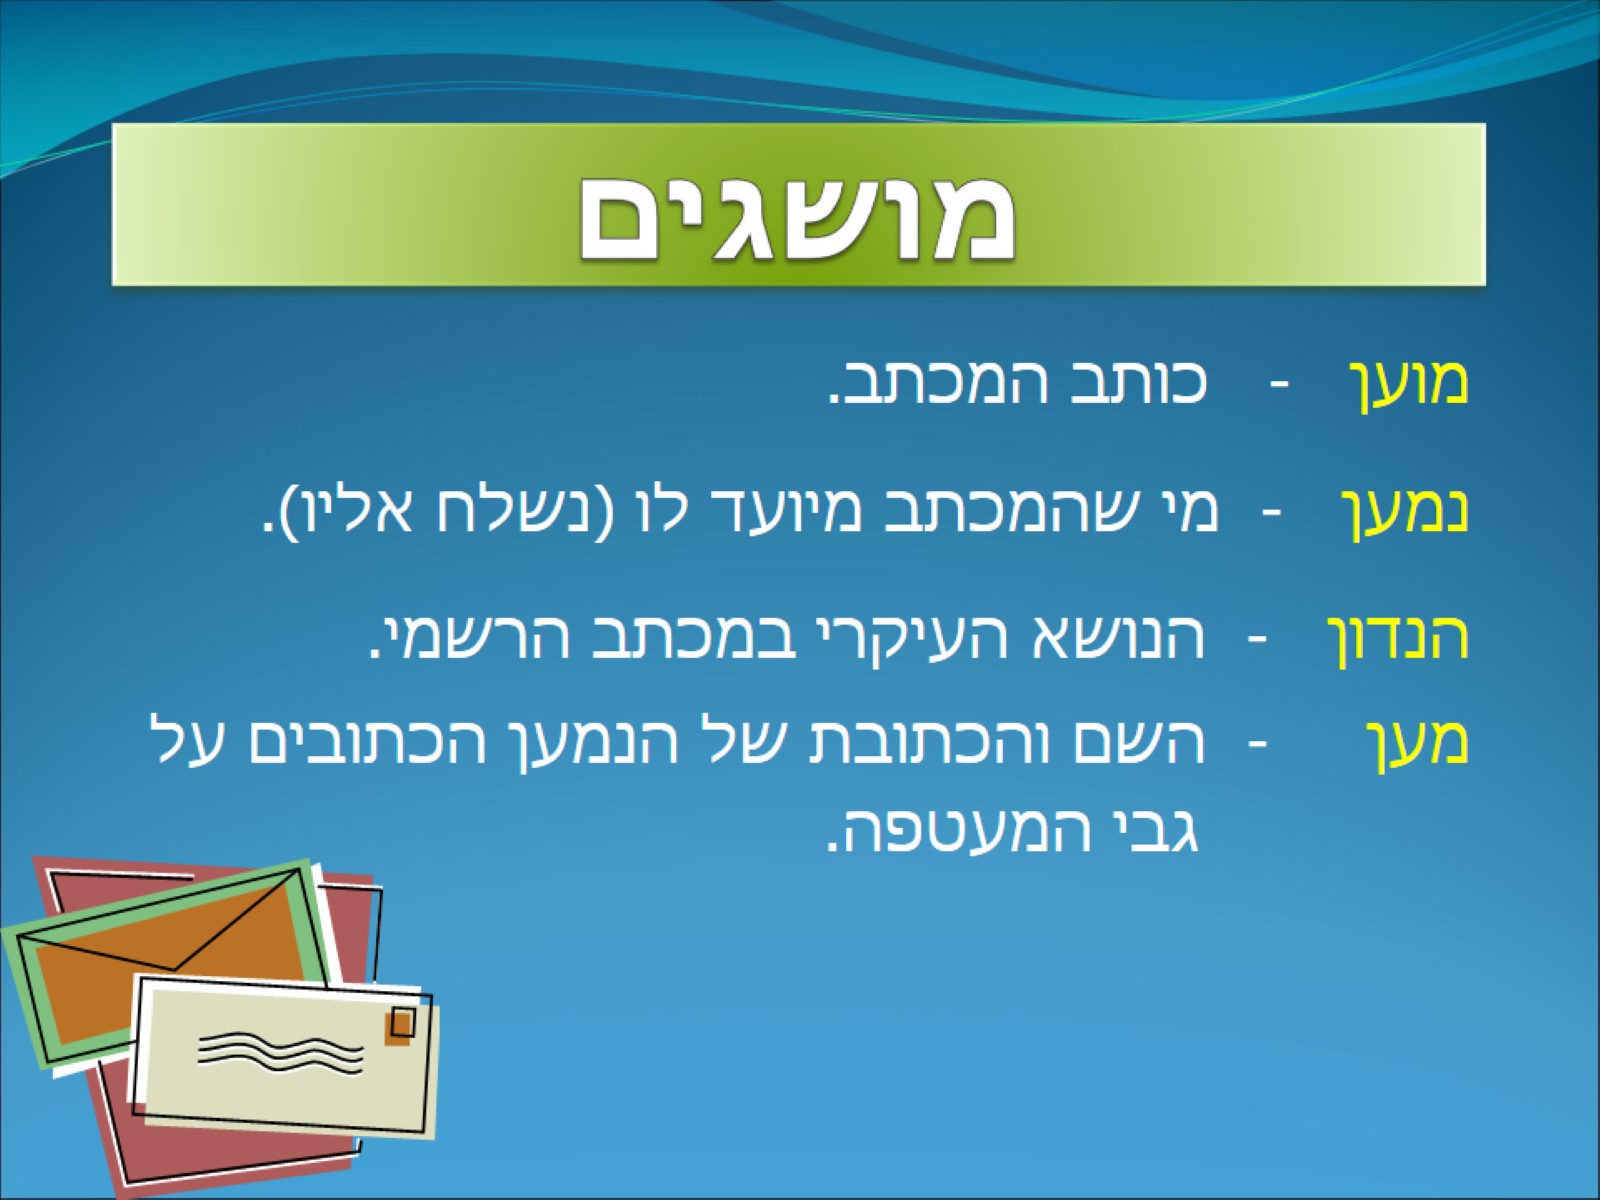 מושגים
מוען - כותב המכתב.
נמען - מי שהמכתב מיועד לו (נשלח אליו).
הנדון - הנושא העיקרי במכתב הרשמי.
מען - השם והכתובת של הנמען הכתובים על
גבי המעטפה.